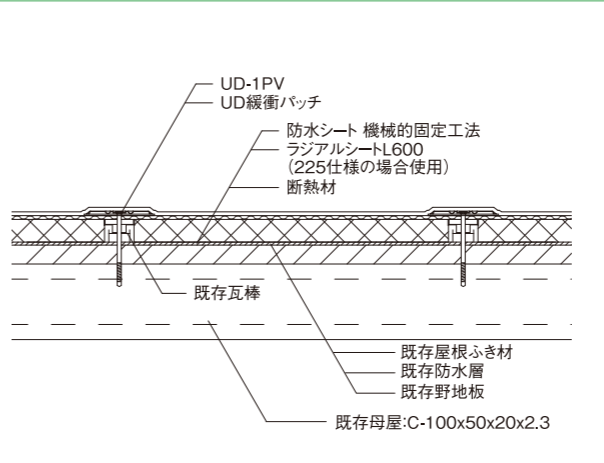 UD-1PV
UD緩衝パッチ
防水シート 機械的固定工法
ラジアルシートL600
（225仕様の場合使用）
断熱材
既存瓦棒
既存屋根ふき材
既存防水層
既存野地板
既存母屋:C-100x50x20x2.3